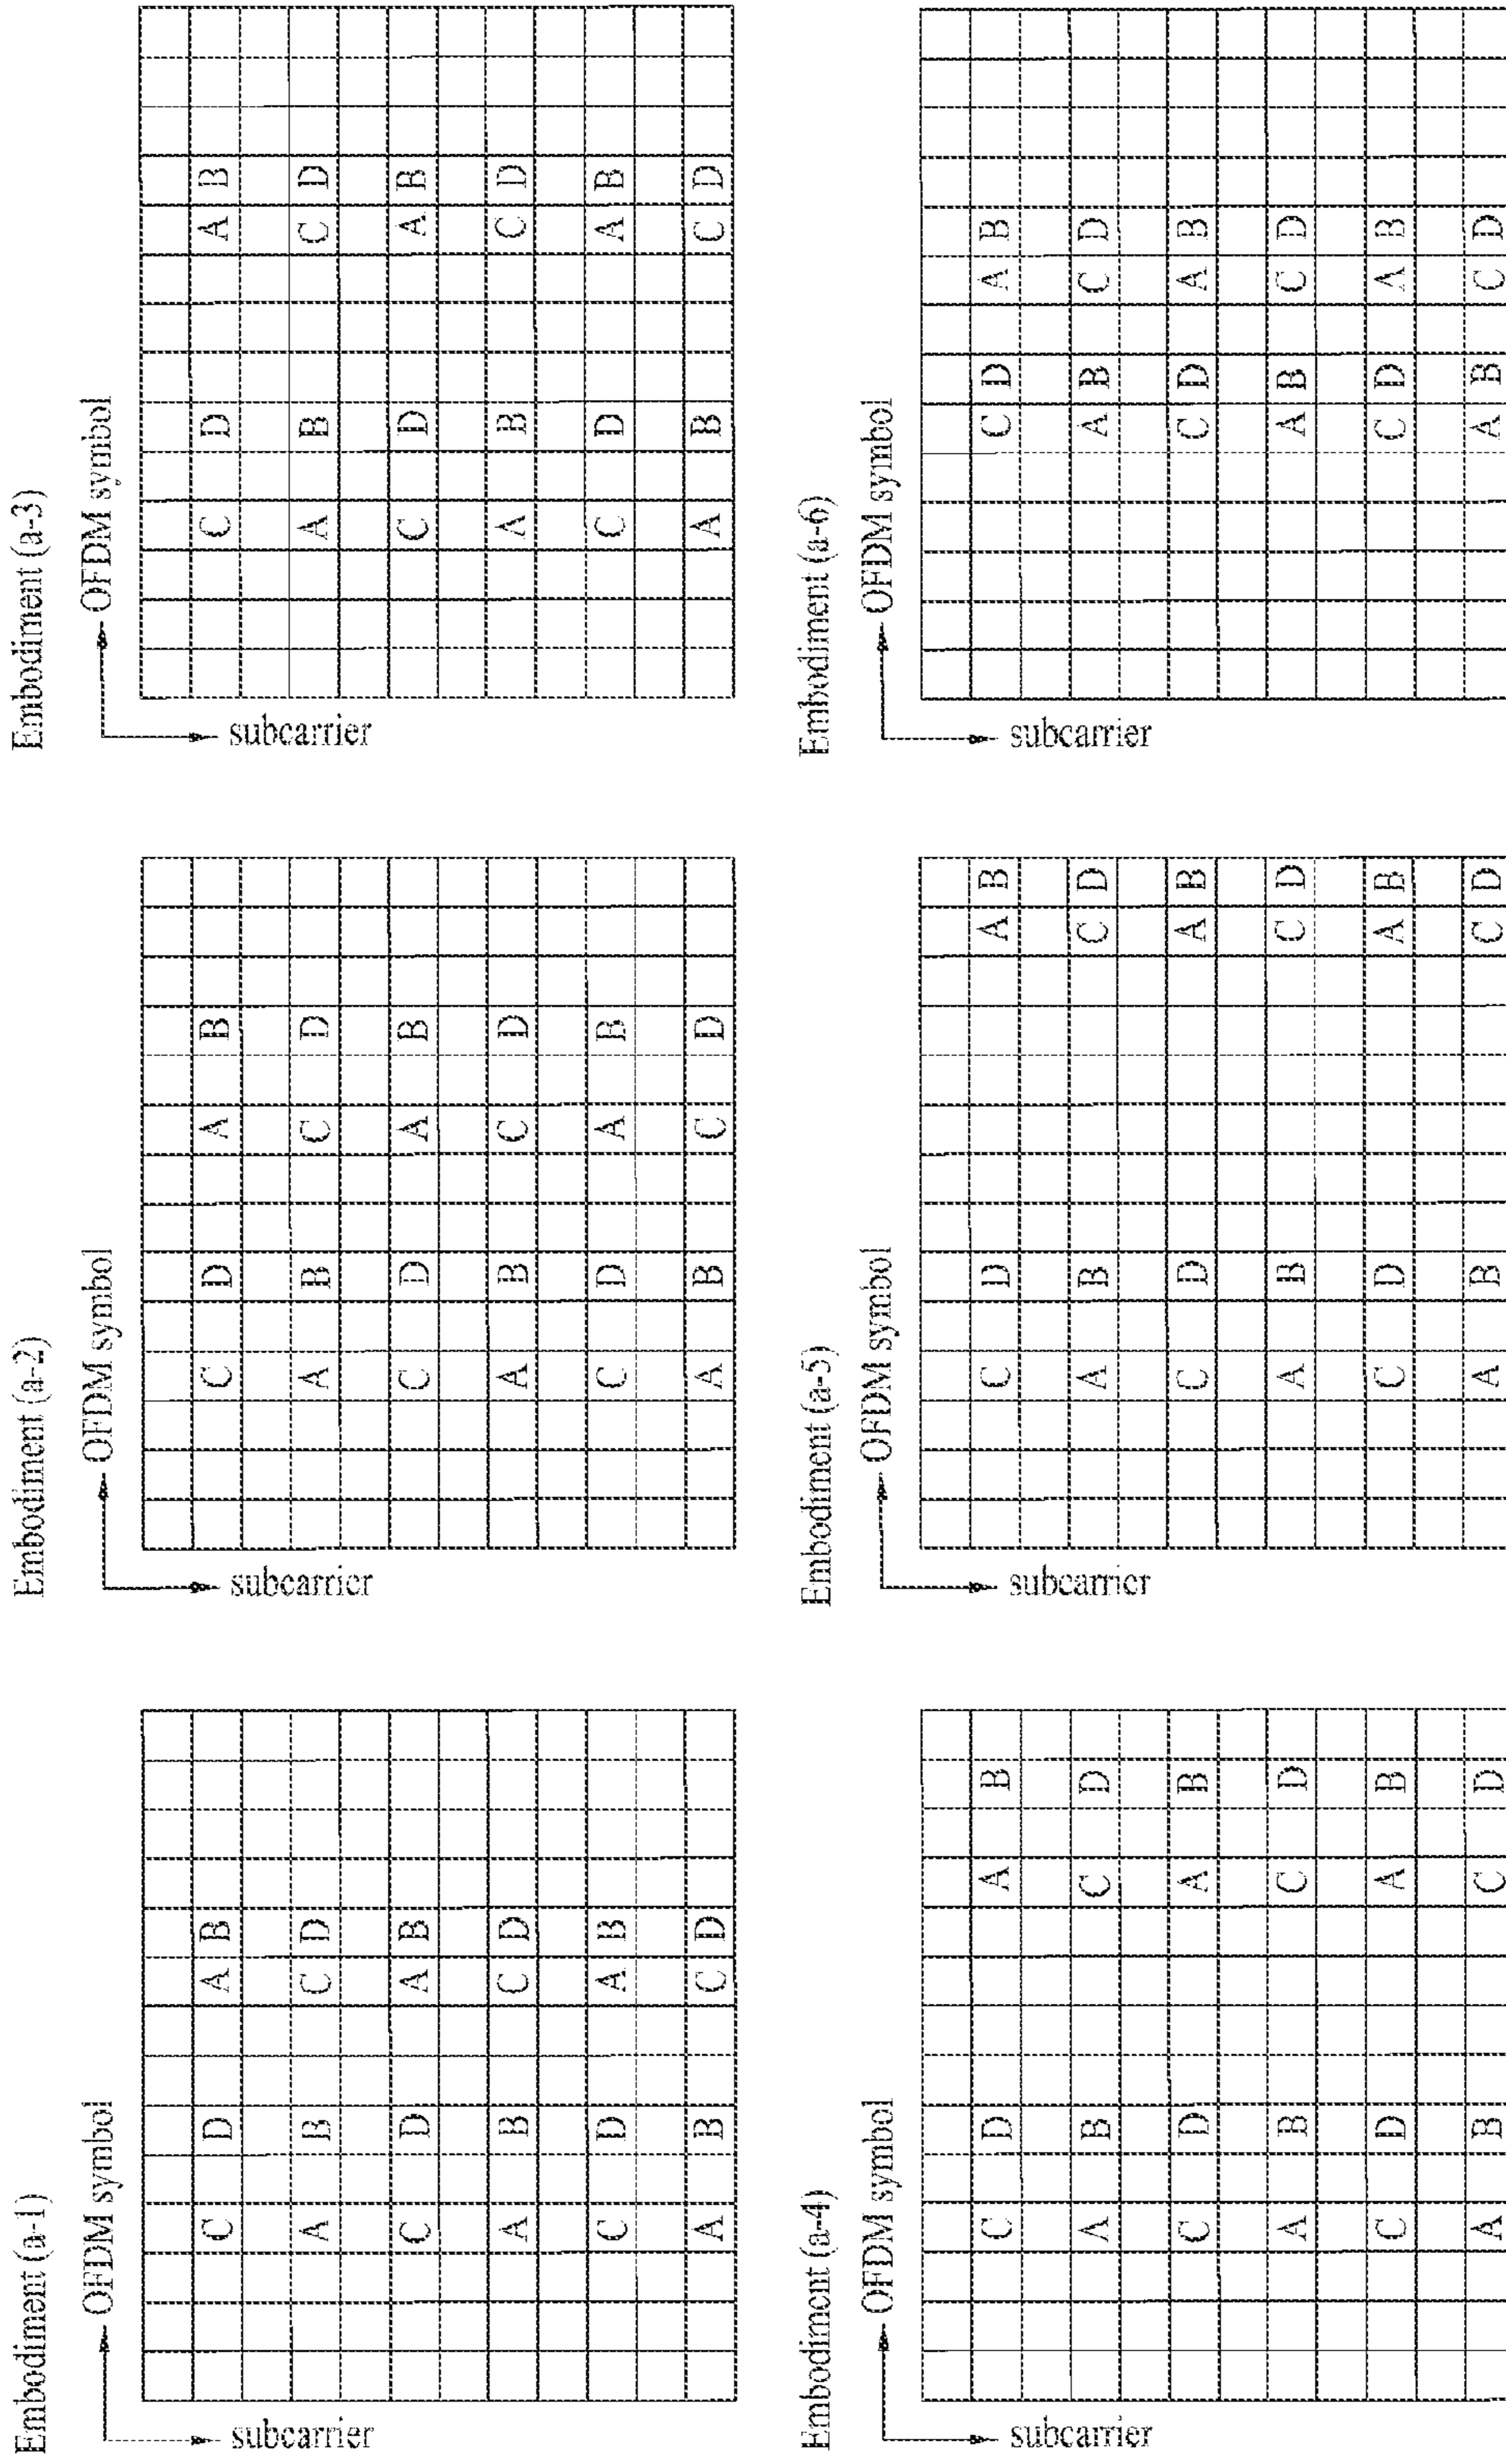 Embodiment (a-1)
OFDM symbol
subcarrier
C D A B
A B C D
C D A B
A B C D
C D A B
A B C D
Embodiment (a-2)
OFDM symbol
subcarrier
C D A B
A B C D
C D A B
A B C D
C D A B
A B C D
Embodiment (a-3)
OFDM symbol
subcarrier
C D A B
A B C D
C D A B
A B C D
C D A B
A B C D
Embodiment (a-4)
OFDM symbol
subcarrier
C D A B
A B C D
C D A B
A B C D
C D A B
A B C D
Embodiment (a-5)
OFDM symbol
subcarrier
C D A B
A B C D
C D A B
A B C D
C D A B
A B C D
Embodiment (a-6)
OFDM symbol
subcarrier
C D A B
A B C D
C D A B
A B C D
C D A B
A B C D